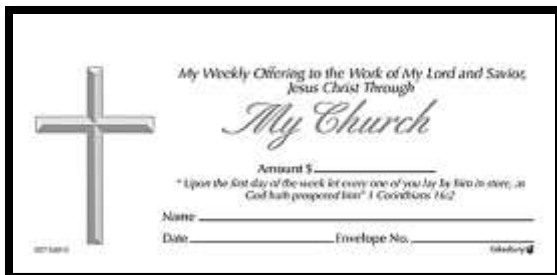 My Weekly Offering to the Work of My Lord and Savior,
Jesus Christ Through
My Church
Amount $
"Upon the first day of the week let every one of you lay by him in store, as
God hath prospered him" 1 Corinthians 16:2
Name
Date Envelope No.